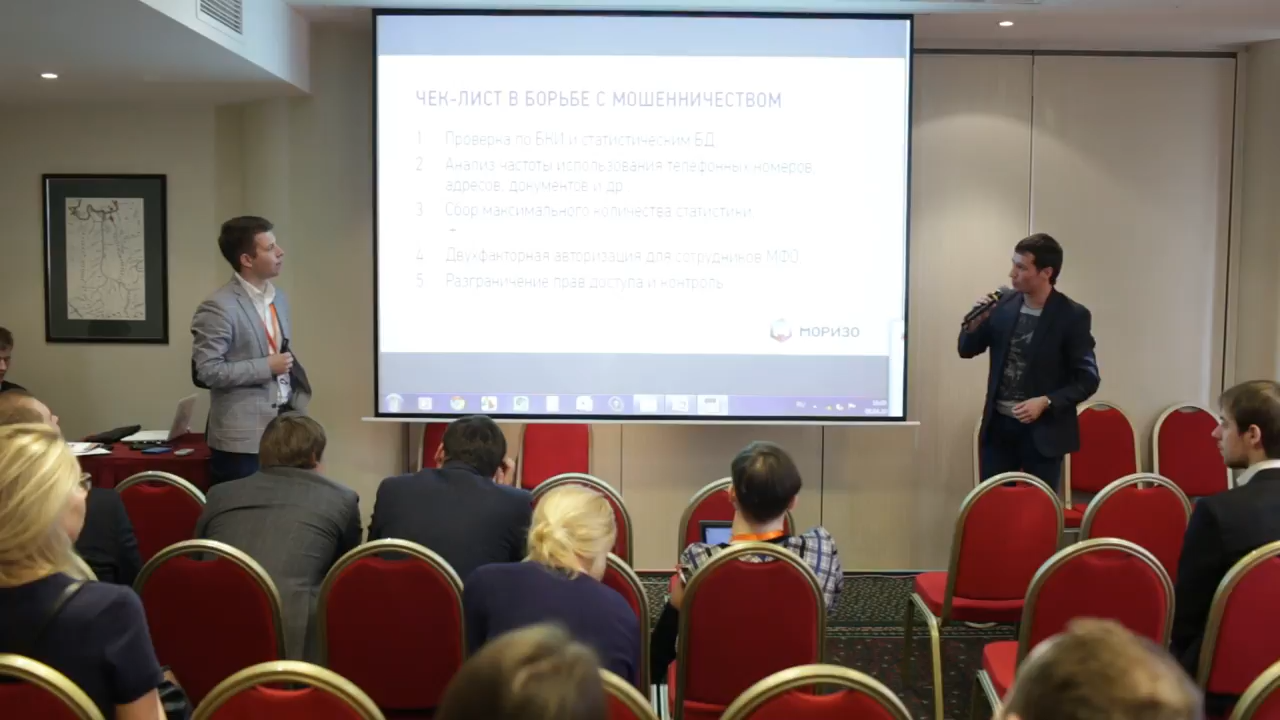 ЧЕК-ЛИСТ В БОРЬБЕ С МОШЕННИЧЕСТВОМ
1 Проверка по БКИ и статистическим БД
2 Анализ частоты использования телефонных номеров,
адресов, документов и др.
3 Сбор максимального количества статистики
4 Двухфакторная авторизация для сотрудников МФО
5 Разграничение прав доступа и контроль
МОРИЗО